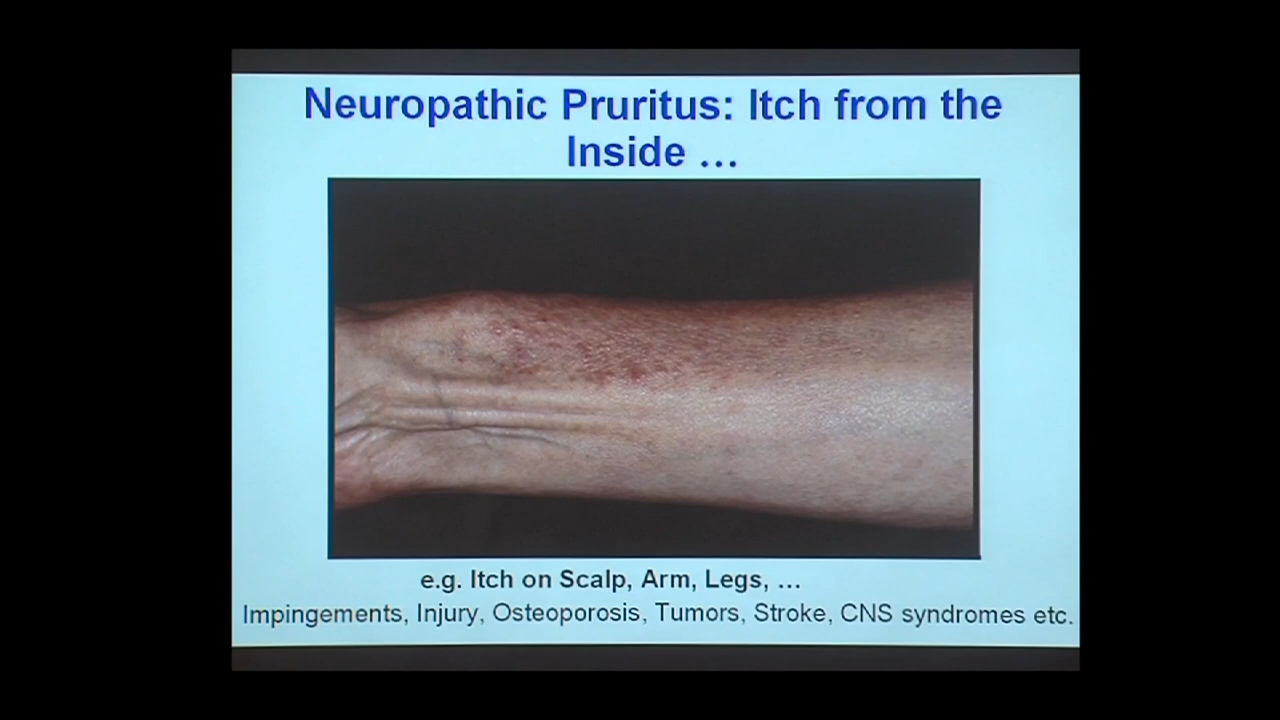 Neuropathic Pruritus: Itch from the
Inside ...
e.g. Itch on Scalp, Arm, Legs, ...
Impingements, Injury, Osteoporosis, Tumors, Stroke, CNS syndromes etc.